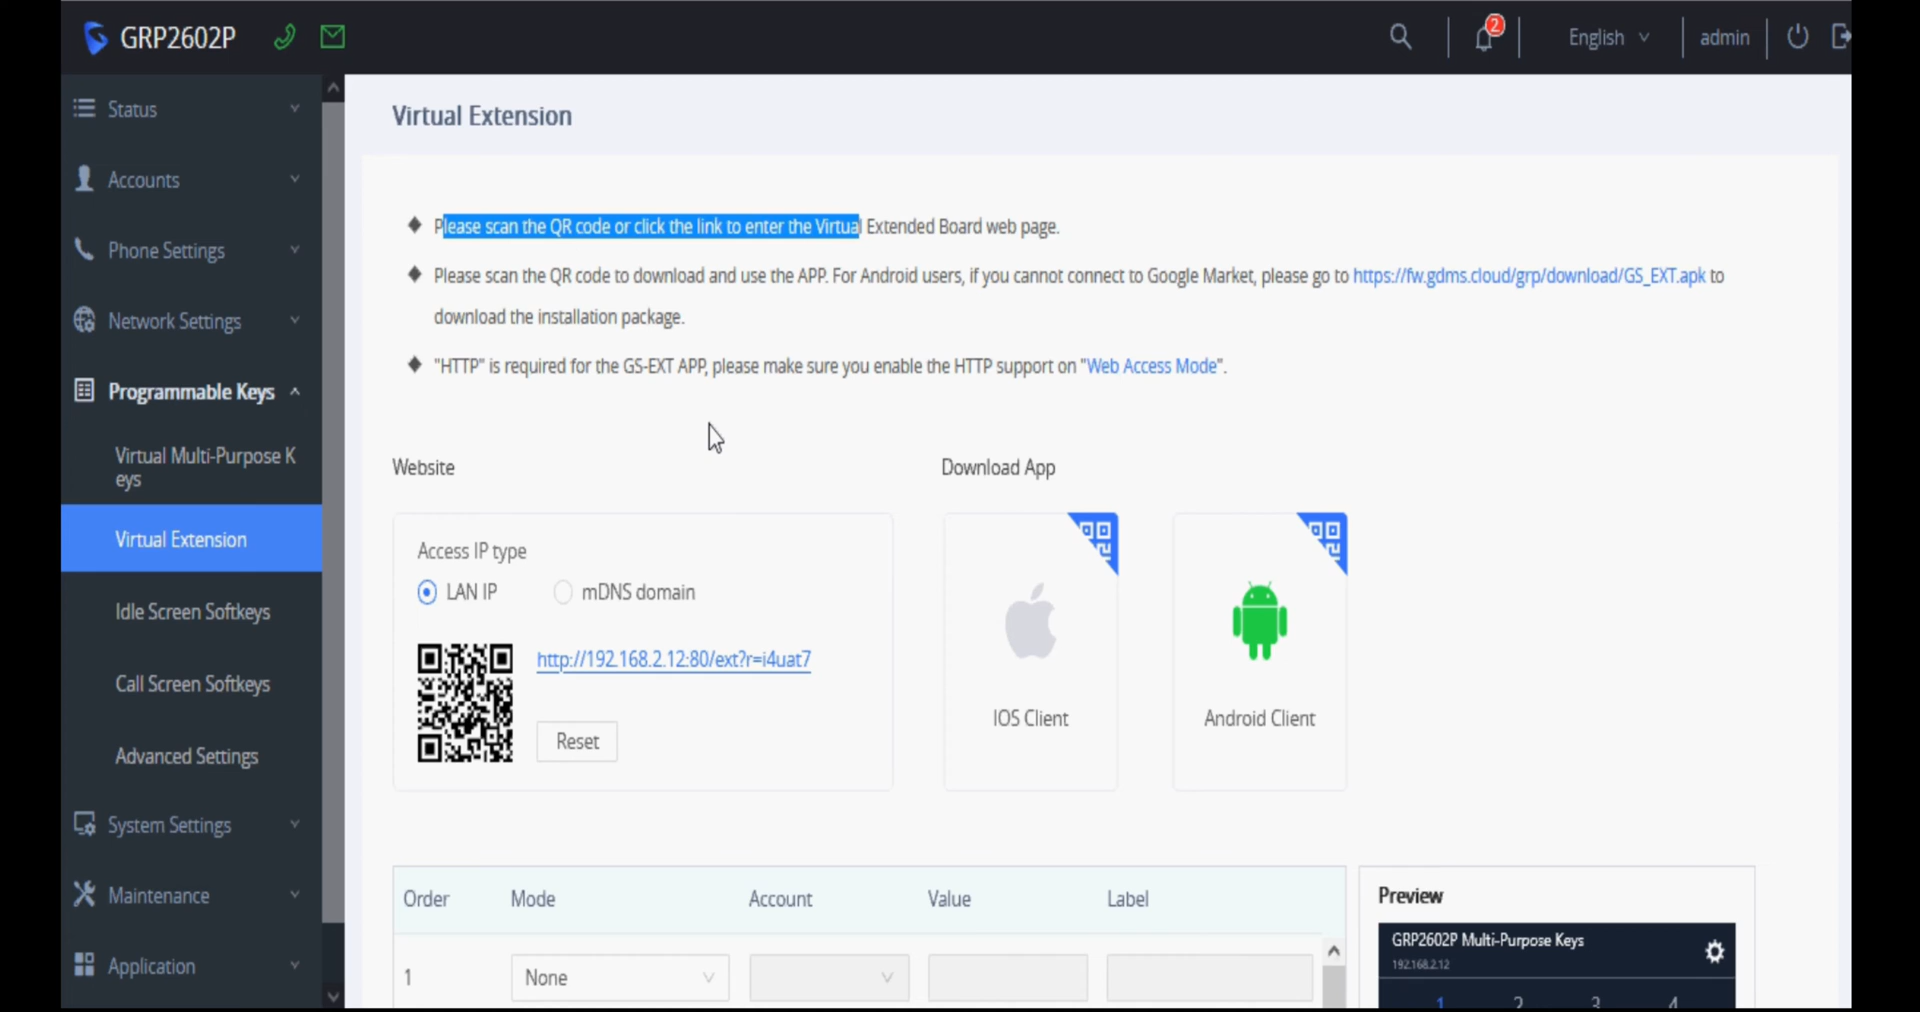 GRP2602P
2
English
admin
Status
Accounts
Phone Settings
Network Settings
Programmable Keys
Virtual Multi-Purpose K
eys
Virtual Extension
Idle Screen Softkeys
Call Screen Softkeys
Advanced Settings
System Settings
Maintenance
Application
Virtual Extension
Please scan the QR code or click the link to enter the Virtual Extended Board web page.
Please scan the QR code to download and use the APP. For Android users, if you cannot connect to Google Market, please go to https://fw.gdms.cloud/grp/download/GS_EXT.apk to
download the installation package.
"HTTP" is required for the GS-EXT APP, please make sure you enable the HTTP support on "Web Access Mode".
Website
Access IP type
LAN IP mDNS domain
http://192.168.2.12:80/ext?r=i4uat7
Reset
Download App
IOS Client
Android Client
Order Mode Account Value Label
1 None
Preview
GRP2602P Multi-Purpose Keys
192.168.2.12
1 2 3 4